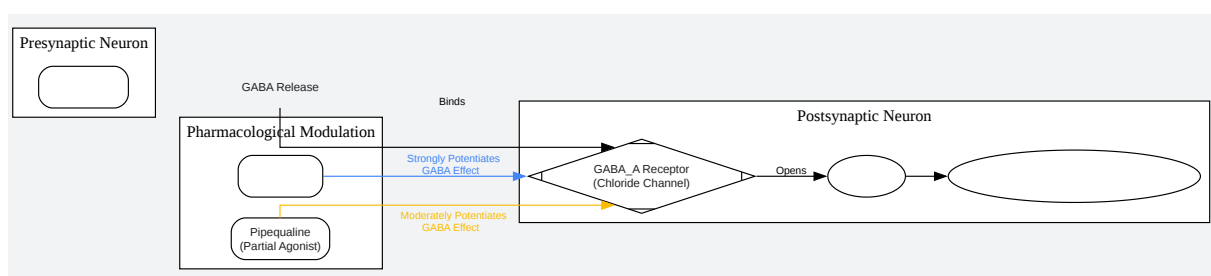 Presynaptic Neuron
GABA Release
Binds
Pharmacological Modulation
Postsynaptic Neuron
Strongly Potentiates
GABA Effect
GABA_A Receptor
(Chloride Channel)
Opens
Moderately Potentiates
GABA Effect
Pipequaline
(Partial Agonist)